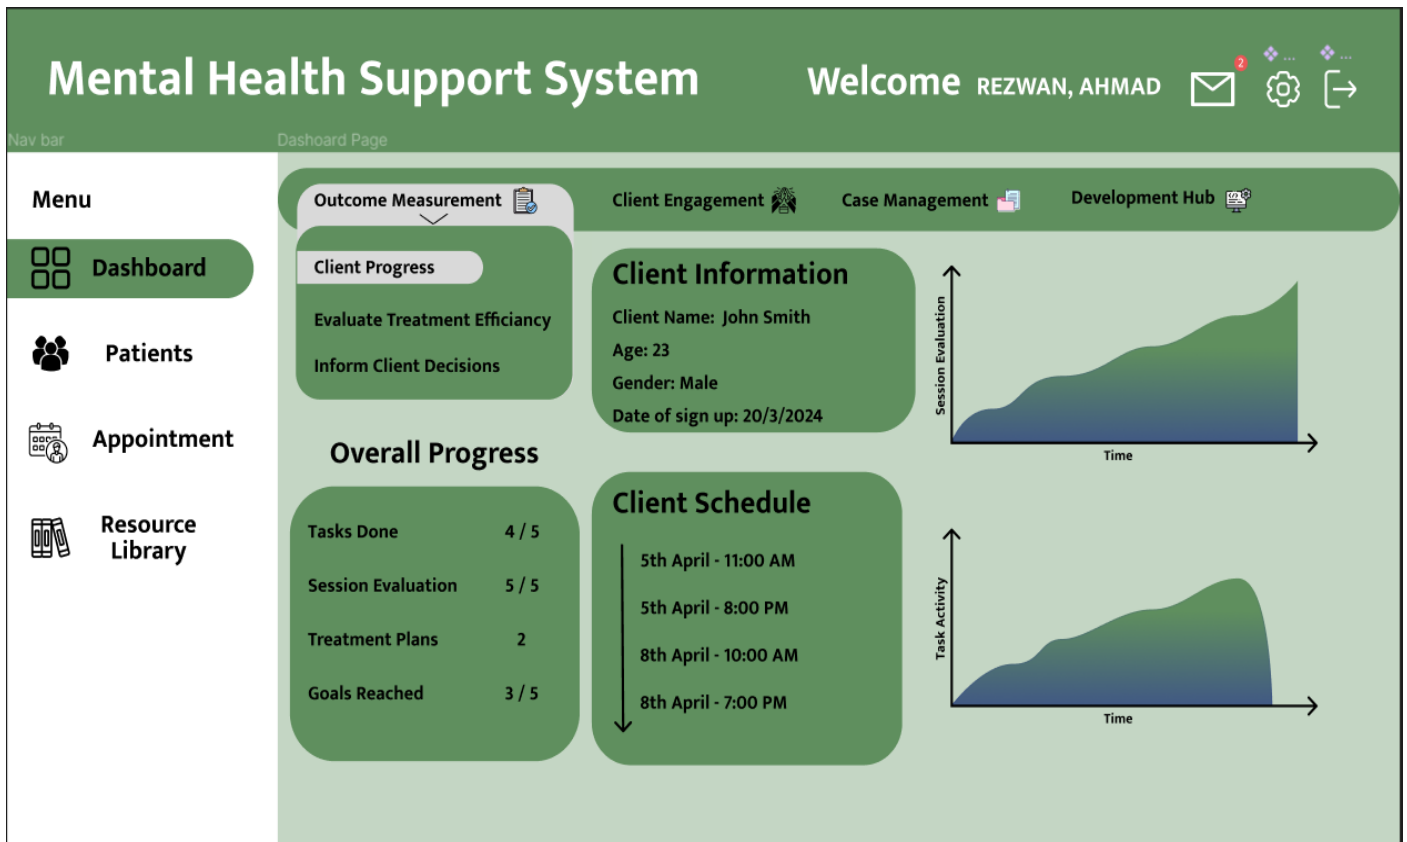 Mental Health Support System
Welcome REZWAN, AHMAD
2
...
...
Nav bar
Dashoard Page
Menu
Dashboard
Patients
Appointment
Resource
Library
Outcome Measurement
Client Engagement
Case Management
Development Hub
Client Progress
Evaluate Treatment Efficiancy
Inform Client Decisions
Client Information
Client Name: John Smith
Age: 23
Gender: Male
Date of sign up: 20/3/2024
Session Evaluation
Time
Overall Progress
Tasks Done 4 / 5
Session Evaluation 5 / 5
Treatment Plans 2
Goals Reached 3 / 5
Client Schedule
5th April - 11:00 AM
5th April - 8:00 PM
8th April - 10:00 AM
8th April - 7:00 PM
Task Activity
Time